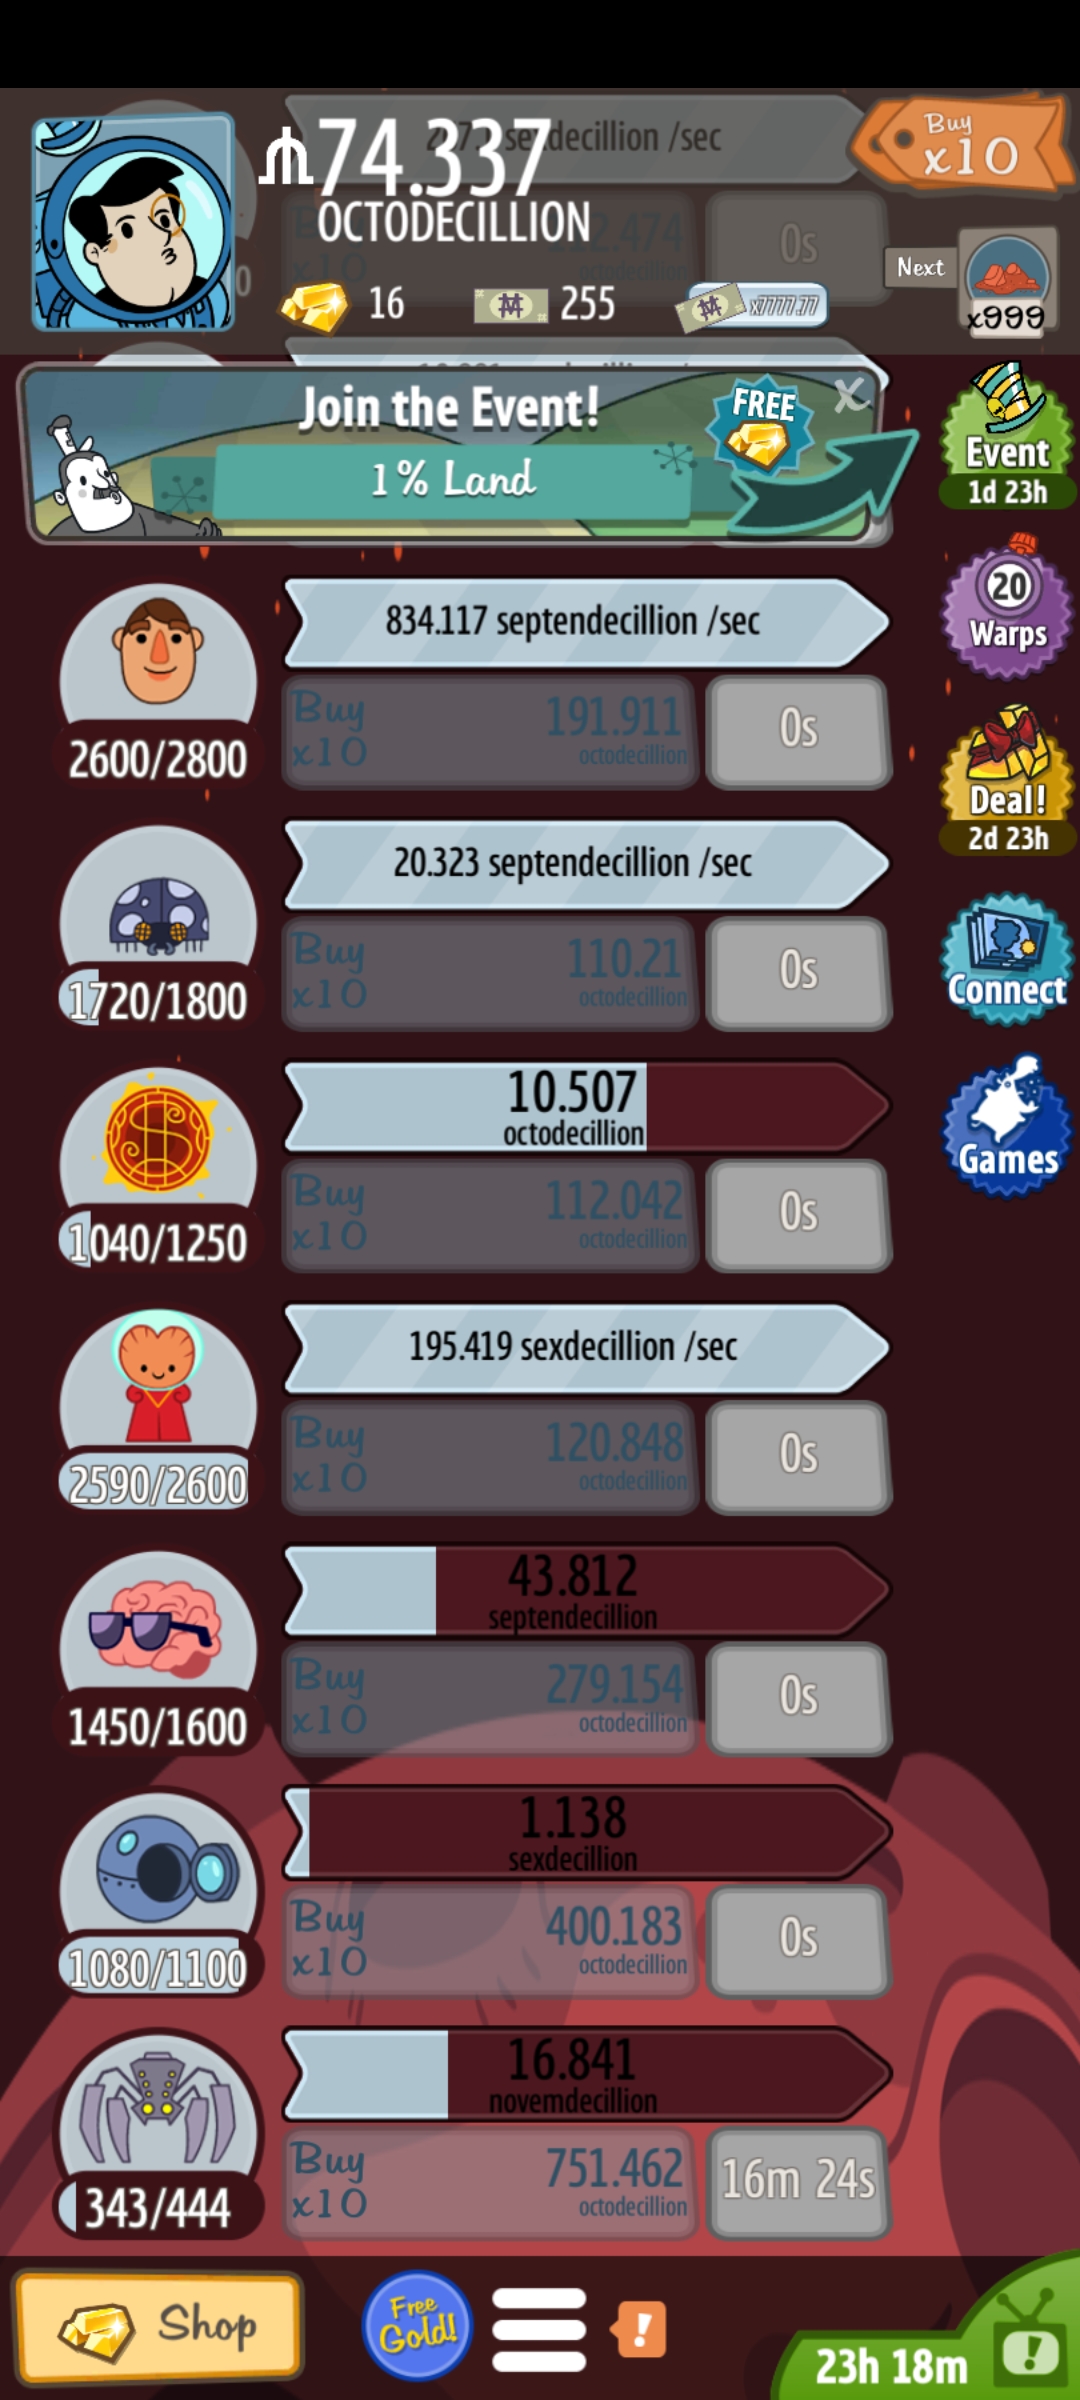 74.337
OCTODECILLION
Buy
x10
0s
16
255
x7777.77
Next
x999
Join the Event!
1% Land
FREE
X
Event
1d 23h
834.117 septendecillion /sec
Buy
x10
191.911
octodecillion
0s
2600/2800
20
Warps
Deal!
2d 23h
20.323 septendecillion /sec
Buy
x10
110.21
octodecillion
0s
1720/1800
Connect
10.507
octodecillion
Buy
x10
112.042
octodecillion
0s
1040/1250
Games
195.419 sexdecillion /sec
Buy
x10
120.848
octodecillion
0s
2590/2600
43.812
septendecillion
Buy
x10
279.154
octodecillion
0s
1450/1600
1.138
sexdecillion
Buy
x10
400.183
octodecillion
0s
1080/1100
16.841
novemdecillion
Buy
x10
751.462
octodecillion
16m 24s
343/444
Shop
Free
Gold!
!
23h 18m
!